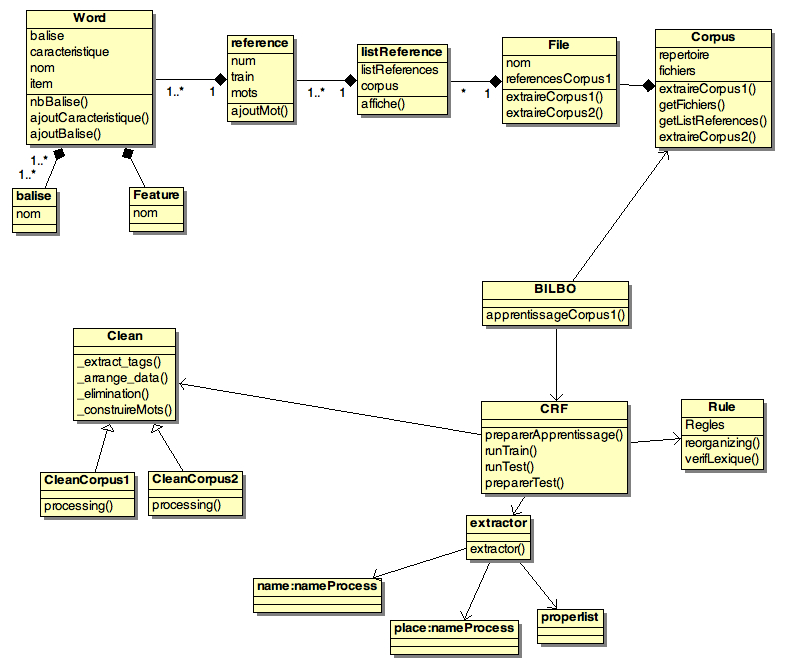 Word
balise
caracteristique
nom
item
nbBalise()
ajoutCaracteristique()
ajoutBalise()
1..*
1
reference
num
train
mots
ajoutMot()
1..*
1
listReference
listReferences
corpus
affiche()
*
1
File
nom
referencesCorpus1
extraireCorpus1()
extraireCorpus2()
Corpus
repertoire
fichiers
extraireCorpus1()
getFichiers()
getListReferences()
extraireCorpus2()
1..*
1..*
balise
nom
Feature
nom
BILBO
apprentissageCorpus1()
Clean
_extract_tags()
_arrange_data()
_elimination()
_construireMots()
CleanCorpus1
processing()
CleanCorpus2
processing()
CRF
preparerApprentissage()
runTrain()
runTest()
preparerTest()
Rule
Regles
reorganizing()
verifLexique()
extractor
extractor()
name:nameProcess
place:nameProcess
properlist